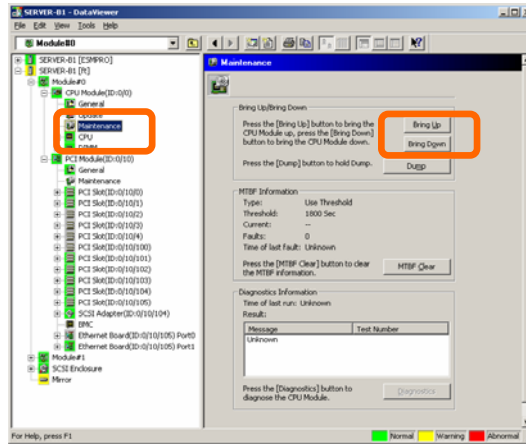 SERVER-B1 - DataViewer
File Edit View Tools Help
Module#0
SERVER-B1 [ESMPRO]
SERVER-B1 [ft]
Module#0
CPU Module(ID:0/0)
General
Update
Maintenance
CPU
DIMM
PCI Module(ID:0/10)
General
Maintenance
PCI Slot(ID:0/10/0)
PCI Slot(ID:0/10/1)
PCI Slot(ID:0/10/2)
PCI Slot(ID:0/10/3)
PCI Slot(ID:0/10/4)
PCI Slot(ID:0/10/100)
PCI Slot(ID:0/10/101)
PCI Slot(ID:0/10/102)
PCI Slot(ID:0/10/103)
PCI Slot(ID:0/10/104)
PCI Slot(ID:0/10/105)
SCSI Adapter(ID:0/10/104)
BMC
Ethernet Board(ID:0/10/105) Port0
Ethernet Board(ID:0/10/105) Port1
Module#1
SCSI Enclosure
Mirror
Maintenance
Bring Up/Bring Down
Press the [Bring Up] button to bring the
CPU Module up, press the [Bring Down]
button to bring the CPU Module down.
Bring Up
Bring Down
Press the [Dump] button to hold Dump.
Dump
MTBF Information
Type: Use Threshold
Threshold: 1800 Sec
Current: --
Faults: 0
Time of last fault: Unknown
Press the [MTBF Clear] button to clear
the MTBF information.
MTBF Clear
Diagnostics Information
Time of last run: Unknown
Result:
Message Test Number
Unknown
Press the [Diagnostics] button to
diagnose the CPU Module.
Diagnostics
For Help, press F1
Normal Warning Abnormal